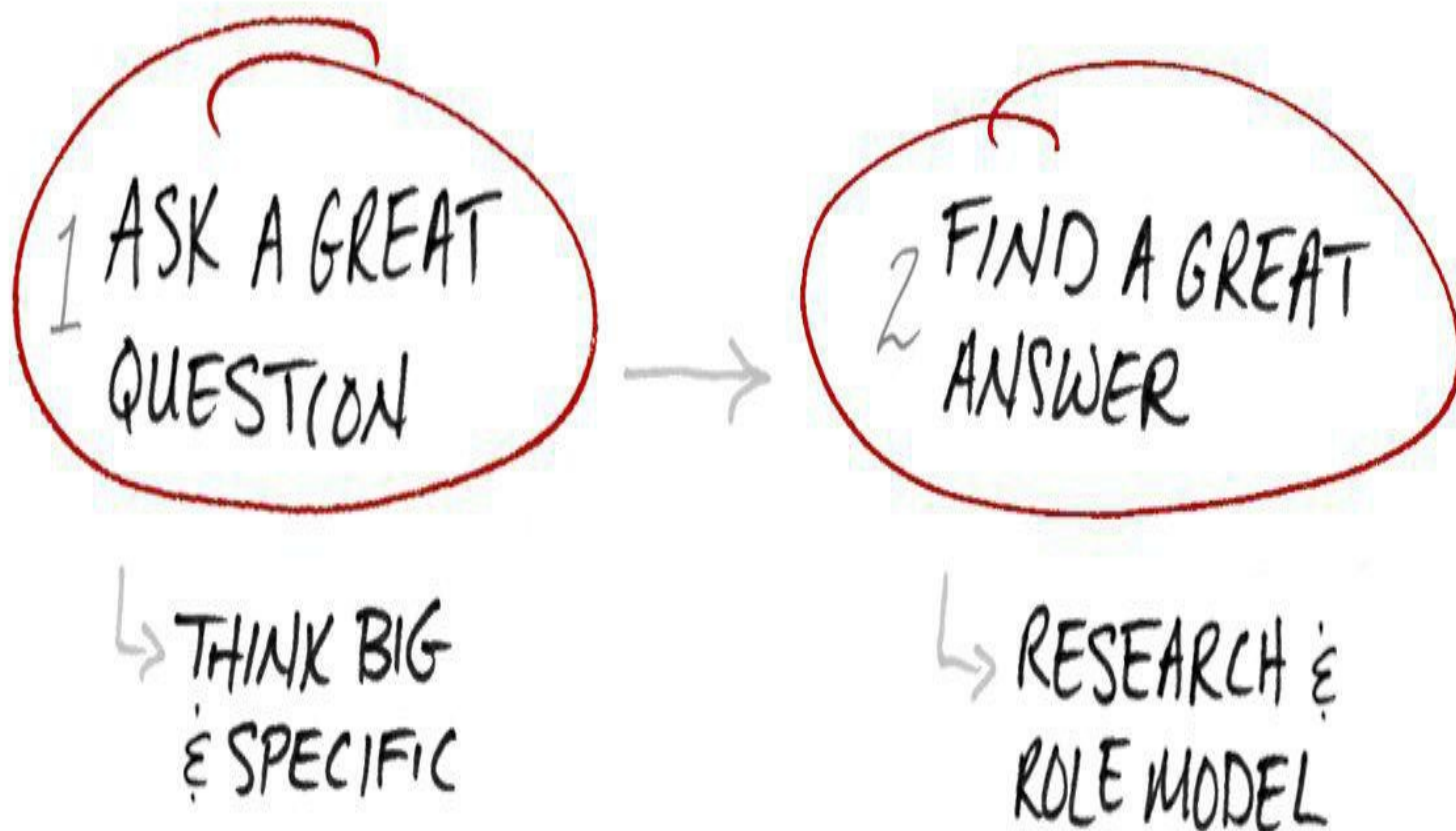 1 ASK A GREAT
QUESTION
THINK BIG
& SPECIFIC
2 FIND A GREAT
ANSWER
RESEARCH &
ROLE MODEL